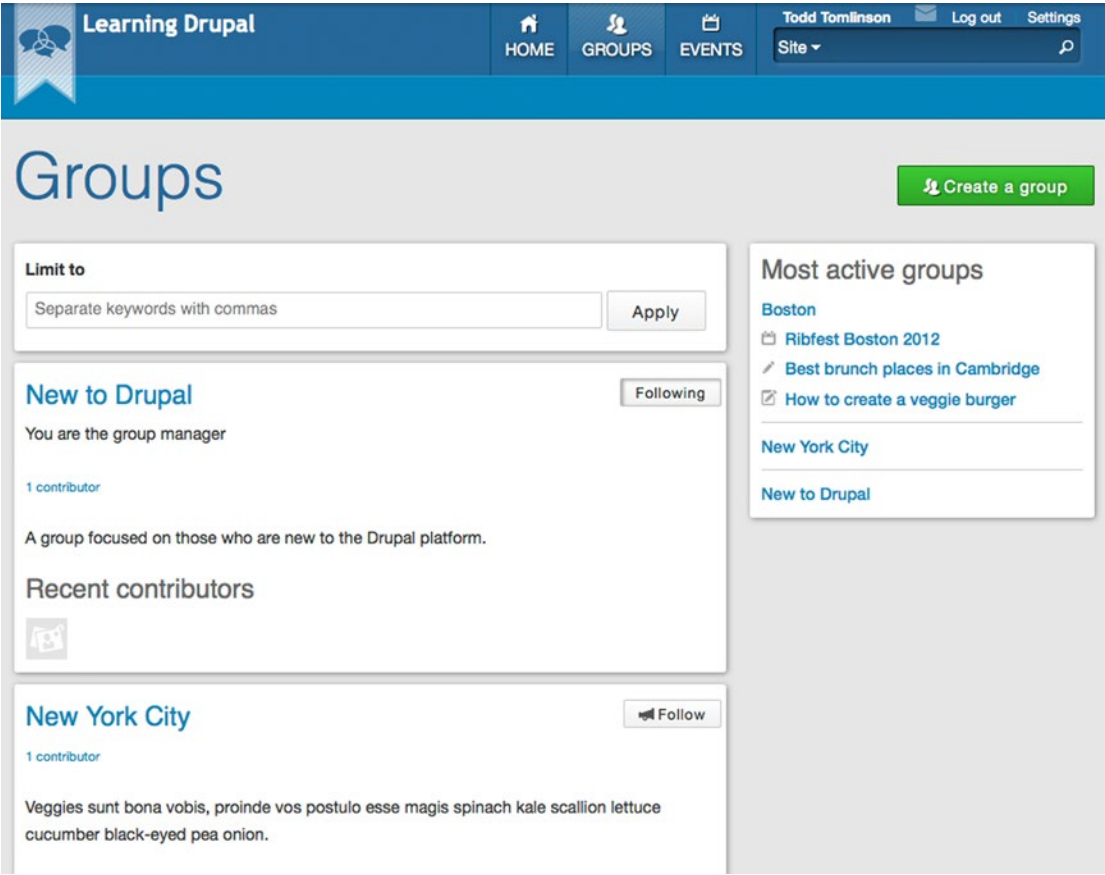 Learning Drupal
HOME
GROUPS
EVENTS
Todd Tomlinson
Log out
Settings
Site
Groups
Create a group
Limit to
Separate keywords with commas
Apply
New to Drupal
Following
You are the group manager
1 contributor
A group focused on those who are new to the Drupal platform.
Recent contributors
New York City
Follow
1 contributor
Veggies sunt bona vobis, proinde vos postulo esse magis spinach kale scallion lettuce
cucumber black-eyed pea onion.
Most active groups
Boston
Ribfest Boston 2012
Best brunch places in Cambridge
How to create a veggie burger
New York City
New to Drupal